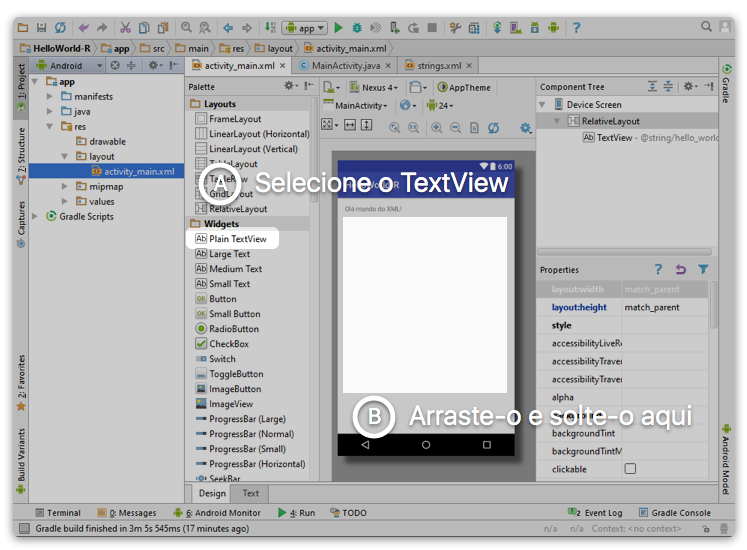 app
HelloWorld-R
app
src
main
res
layout
activity_main.xml
Android
activity_main.xml
MainActivity.java
strings.xml
1: Project
7: Structure
Captures
2: Favorites
Build Variants
app
manifests
java
res
drawable
layout
activity_main.xml
mipmap
values
Gradle Scripts
Palette
Layouts
FrameLayout
LinearLayout (Horizontal)
LinearLayout (Vertical)
TableLayout
TableRow
GridLayout
RelativeLayout
Widgets
Plain TextView
Large Text
Medium Text
Small Text
Button
Small Button
RadioButton
CheckBox
Switch
ToggleButton
ImageButton
ImageView
ProgressBar (Large)
ProgressBar (Normal)
ProgressBar (Small)
ProgressBar (Horizontal)
SeekBar
Design
Text
Nexus 4
AppTheme
MainActivity
24
6:00
A Selecione o TextView
Olá mundo do XML!
B Arraste-o e solte-o aqui
Component Tree
Device Screen
RelativeLayout
TextView - @string/hello_world
Properties
layout:width match_parent
layout:height match_parent
style
accessibilityLiveRe
accessibilityTraver
accessibilityTraver
alpha
background
backgroundTint
backgroundTintM
clickable
Gradle
Android Model
Terminal
0: Messages
6: Android Monitor
4: Run
TODO
2 Event Log
Gradle Console
Gradle build finished in 3m 5s 545ms (17 minutes ago)
n/a n/a Context: <no context>